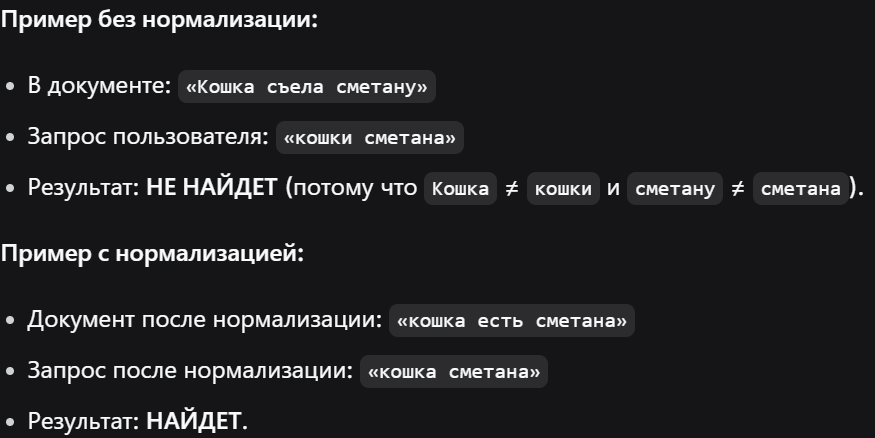 Пример без нормализации:
• В документе: «Кошка съела сметану»
• Запрос пользователя: «кошки сметана»
• Результат: НЕ НАЙДЕТ (потому что Кошка ≠ кошки и сметану ≠ сметана).
Пример с нормализацией:
• Документ после нормализации: «кошка есть сметана»
• Запрос после нормализации: «кошка сметана»
• Результат: НАЙДЕТ.